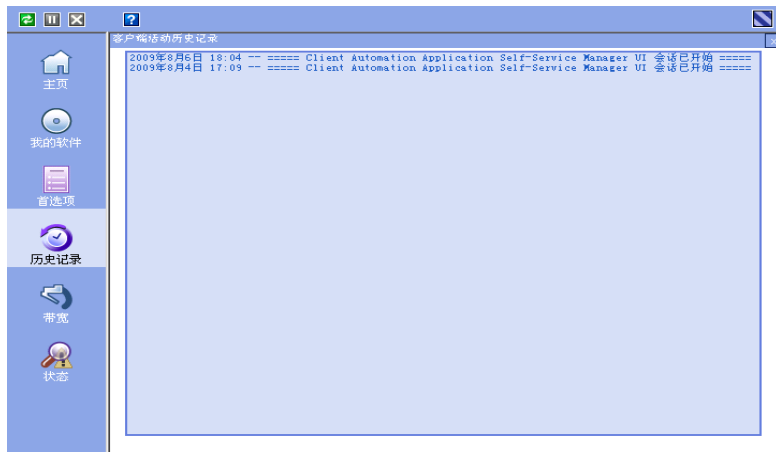 ?
客户端活动历史记录
2009年8月6日 18:04 -- ===== Client Automation Application Self-Service Manager UI 会话已开始 =====
2009年8月4日 17:09 -- ===== Client Automation Application Self-Service Manager UI 会话已开始 =====
主页
我的软件
首选项
历史记录
带宽
状态